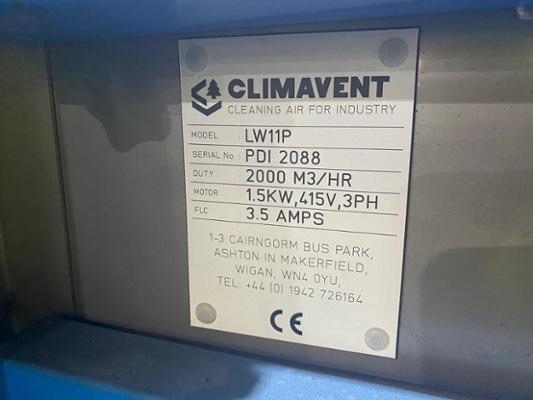 CLIMAVENT
CLEANING AIR FOR INDUSTRY
MODEL : LW11P
SERIAL No : PDI 2088
DUTY : 2000 M3/HR
MOTOR : 1.5KW,415V,3PH
FLC : 3.5 AMPS
1-3 CAIRNGORM BUS PARK,
ASHTON IN MAKERFIELD,
WIGAN, WN4 0YU,
TEL: +44 (0) 1942 726164
CE